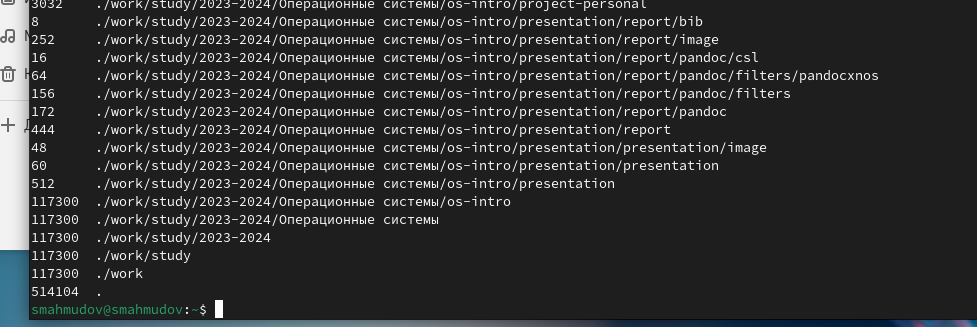 3032    ./work/study/2023-2024/Операционные системы/os-intro/project-personal
8       ./work/study/2023-2024/Операционные системы/os-intro/presentation/report/bib
252     ./work/study/2023-2024/Операционные системы/os-intro/presentation/report/image
16      ./work/study/2023-2024/Операционные системы/os-intro/presentation/report/pandoc/csl
64      ./work/study/2023-2024/Операционные системы/os-intro/presentation/report/pandoc/filters/pandocxnos
156     ./work/study/2023-2024/Операционные системы/os-intro/presentation/report/pandoc/filters
172     ./work/study/2023-2024/Операционные системы/os-intro/presentation/report/pandoc
444     ./work/study/2023-2024/Операционные системы/os-intro/presentation/report
48      ./work/study/2023-2024/Операционные системы/os-intro/presentation/presentation/image
60      ./work/study/2023-2024/Операционные системы/os-intro/presentation/presentation
512     ./work/study/2023-2024/Операционные системы/os-intro/presentation
117300  ./work/study/2023-2024/Операционные системы/os-intro
117300  ./work/study/2023-2024/Операционные системы
117300  ./work/study/2023-2024
117300  ./work/study
117300  ./work
514104  .
smahmudov@smahmudov:~$